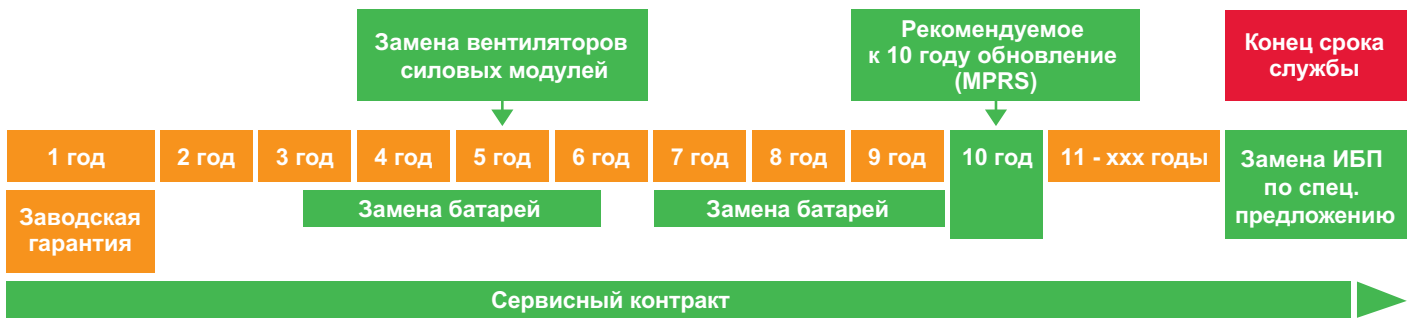 Замена вентиляторов
силовых модулей
Рекомендуемое
к 10 году обновление
(MPRS)
Конец срока
службы
1 год
2 год
3 год
4 год
5 год
6 год
7 год
8 год
9 год
10 год
11 - xxx годы
Замена ИБП
по спец.
предложению
Заводская
гарантия
Замена батарей
Замена батарей
Сервисный контракт